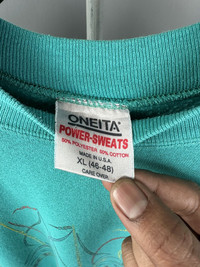 ONEITA®
POWER-SWEATS
50% POLYESTER 50% COTTON
MADE IN U.S.A.
XL (46-48)
CARE OVER